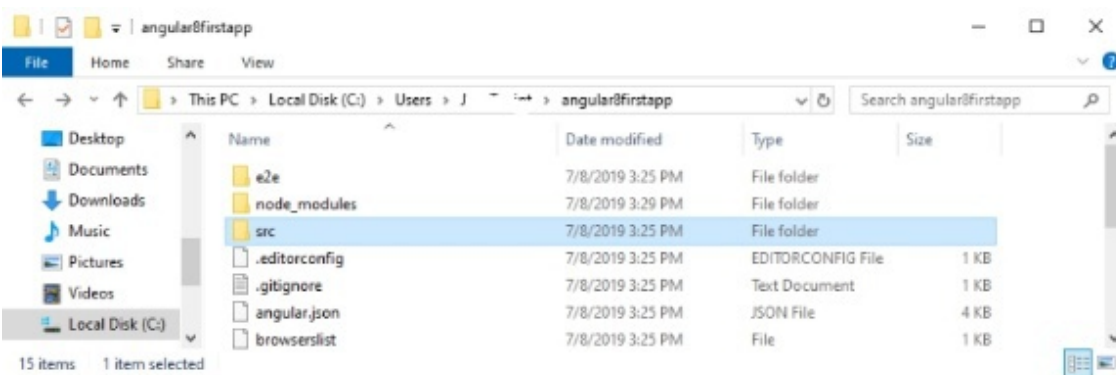 angular8firstapp
File Home Share View
This PC > Local Disk (C:) > Users > J > angular8firstapp Search angular8firstapp
Name Date modified Type Size
Desktop
Documents
Downloads
Music
Pictures
Videos
Local Disk (C:)
e2e 7/8/2019 3:25 PM File folder
node_modules 7/8/2019 3:29 PM File folder
src 7/8/2019 3:25 PM File folder
.editorconfig 7/8/2019 3:25 PM EDITORCONFIG File 1 KB
.gitignore 7/8/2019 3:25 PM Text Document 1 KB
angular.json 7/8/2019 3:25 PM JSON File 4 KB
browserslist 7/8/2019 3:25 PM File 1 KB
15 items 1 item selected